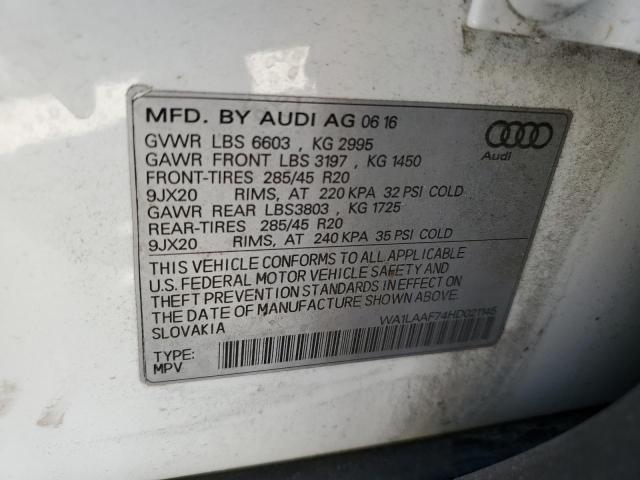 MFD. BY AUDI AG 06 16
GVWR LBS 6603 , KG 2995
GAWR FRONT LBS 3197 , KG 1450
FRONT-TIRES 285/45 R20
9JX20 RIMS, AT 220 KPA 32 PSI COLD
GAWR REAR LBS3803 , KG 1725
REAR-TIRES 285/45 R20
9JX20 RIMS, AT 240 KPA 35 PSI COLD
Audi
THIS VEHICLE CONFORMS TO ALL APPLICABLE
U.S. FEDERAL MOTOR VEHICLE SAFETY AND
THEFT PREVENTION STANDARDS IN EFFECT ON
THE DATE OF MANUFACTURE SHOWN ABOVE.
SLOVAKIA
WA1LAAF74HD021145
TYPE:
MPV